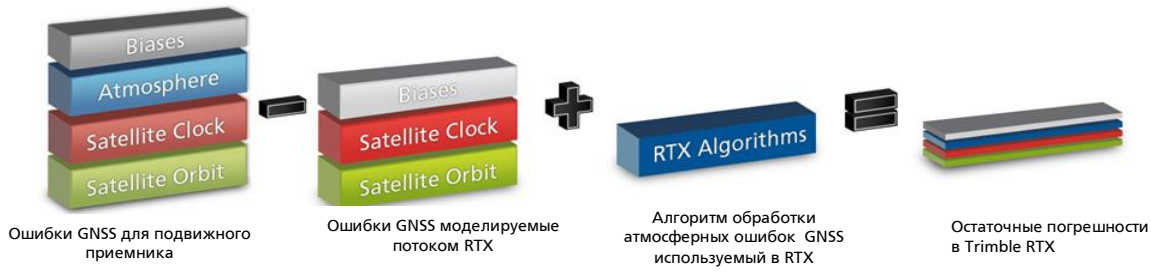 Biases
Atmosphere
Satellite Clock
Satellite Orbit
Biases
Satellite Clock
Satellite Orbit
RTX Algorithms
Ошибки GNSS для подвижного
приемника
Ошибки GNSS моделируемые
потоком RTX
Алгоритм обработки
атмосферных ошибок GNSS
используемый в RTX
Остаточные погрешности
в Trimble RTX